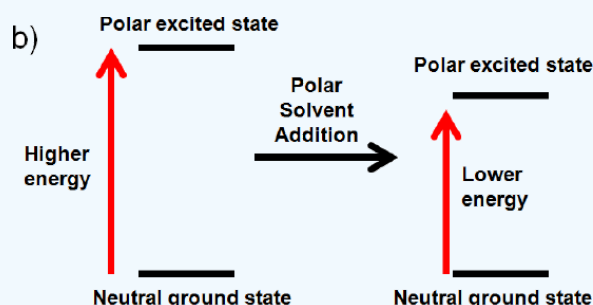 b)
Polar excited state
Polar excited state
Polar
Solvent
Addition
Higher
energy
Lower
energy
Neutral ground state
Neutral ground state